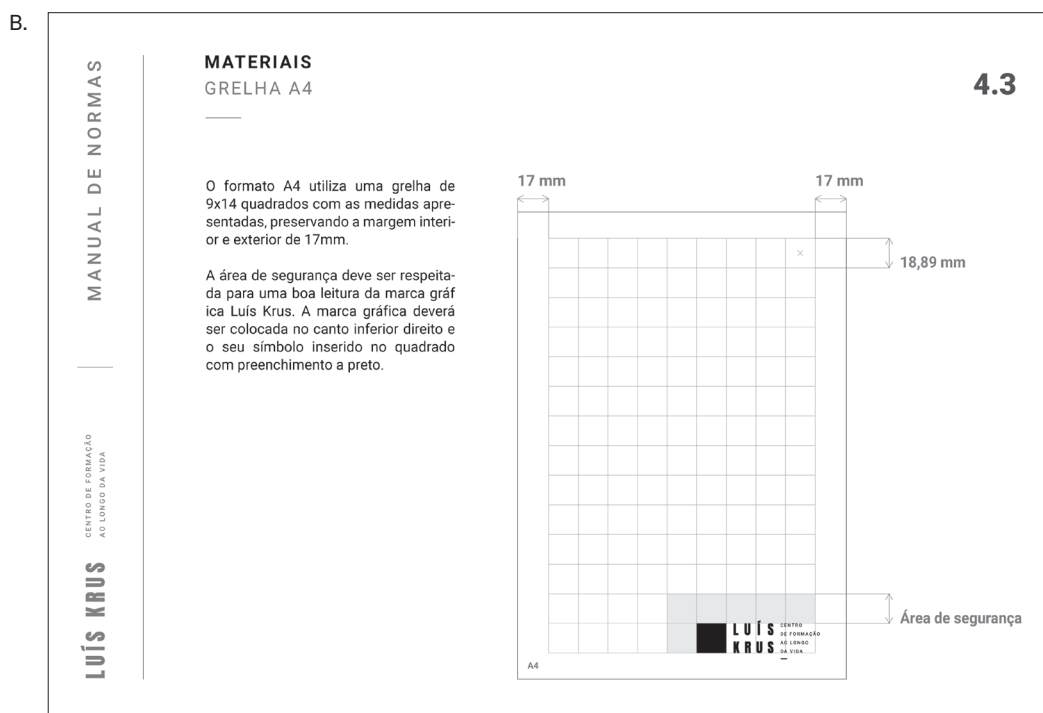 B.
MANUAL DE NORMAS
LUÍS KRUS
CENTRO DE FORMAÇÃO
AO LONGO DA VIDA
MATERIAIS
GRELHA A4
4.3
O formato A4 utiliza uma grelha de
9x14 quadrados com as medidas apre-
sentadas, preservando a margem interi-
or e exterior de 17mm.
A área de segurança deve ser respeita-
da para uma boa leitura da marca gráf
ica Luís Krus. A marca gráfica deverá
ser colocada no canto inferior direito e
o seu símbolo inserido no quadrado
com preenchimento a preto.
17 mm
17 mm
18,89 mm
Área de segurança
LUÍS
KRUS
CENTRO
DE FORMAÇÃO
AO LONGO
DA VIDA
A4